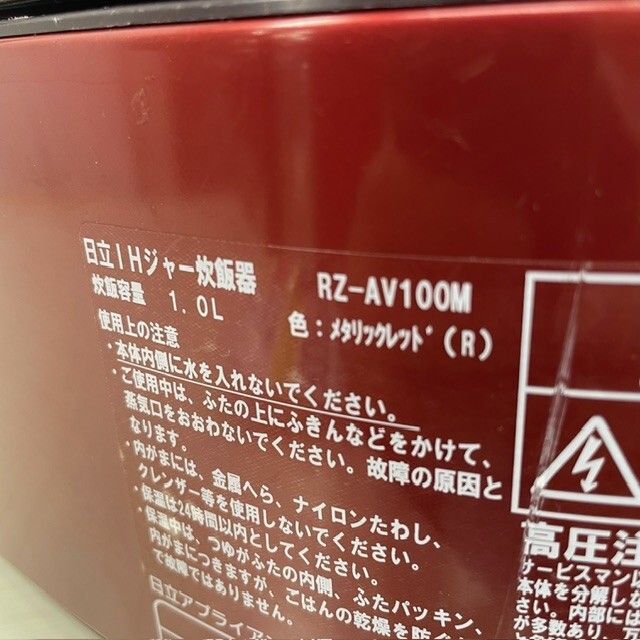 日立IHジャー炊飯器 RZ-AV100M
炊飯容量 1.0L 色：ﾒﾀﾘｯｸﾚｯﾄﾞ(R)
使用上の注意
・本体内側に水を入れないでください。
・ご使用中は、ふたの上にふきんなどをかけて、
蒸気口をおおわないでください。故障の原因と
なります。
・内がまには、金属へら、ナイロンたわし、
クレンザー等を使用しないでください。
・保温は24時間以内としてください。
・保温中は、つゆがふたの内側、ふたパッキン、
内がまにつきますが、ごはんの乾燥を防ぐ
で故障ではありません。
日立アプライアンス
高圧注
サービスマン
本体を分解し
さい。内部には
が多数あり